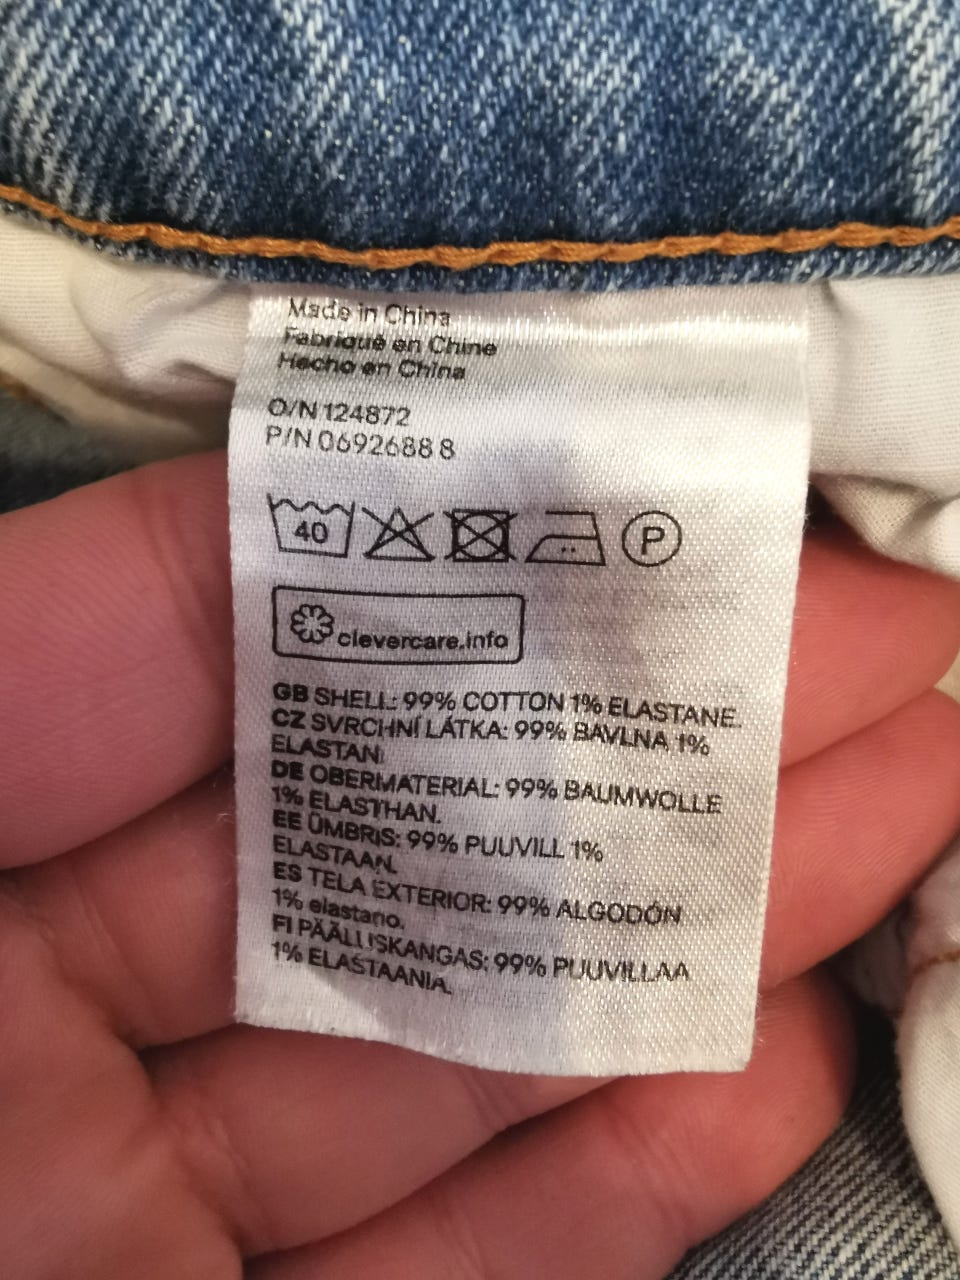 Made in China
Fabriqué en Chine
Hecho en China
O/N 124872
P/N 0692688 8
40
P
clevercare.info
GB SHELL: 99% COTTON 1% ELASTANE.
CZ SVRCHNÍ LÁTKA: 99% BAVLNA 1%
ELASTAN
DE OBERMATERIAL: 99% BAUMWOLLE
1% ELASTHAN.
EE ÜMBRIS: 99% PUUVILL 1%
ELASTAAN.
ES TELA EXTERIOR: 99% ALGODÓN
1% elastano.
FI PÄÄLLISKANGAS: 99% PUUVILLAA
1% ELASTAANIA.